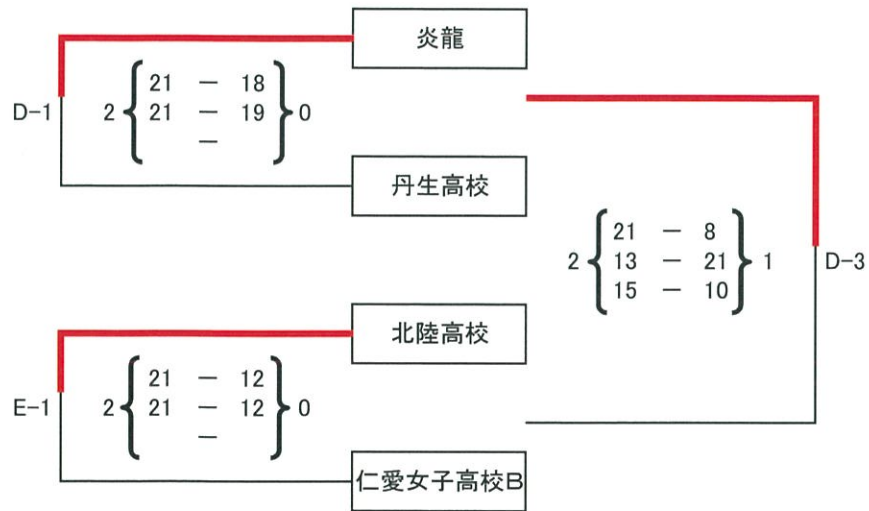 炎龍
D-1
2 { 21 － 18 } 0
21 － 19
－
丹生高校
2 { 21 － 8 } 1
13 － 21
15 － 10
D-3
北陸高校
E-1
2 { 21 － 12 } 0
21 － 12
－
仁愛女子高校B